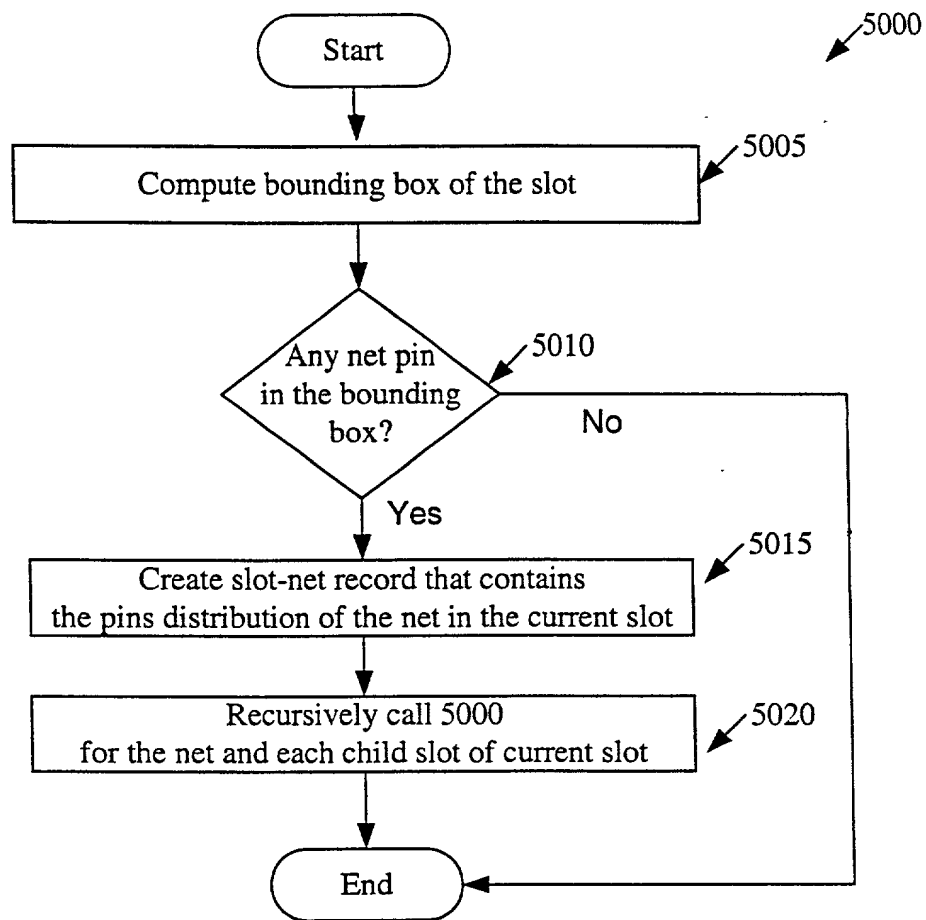 5000
Start
5005
Compute bounding box of the slot
5010
Any net pin
in the bounding
box?
No
Yes
5015
Create slot-net record that contains
the pins distribution of the net in the current slot
5020
Recursively call 5000
for the net and each child slot of current slot
End